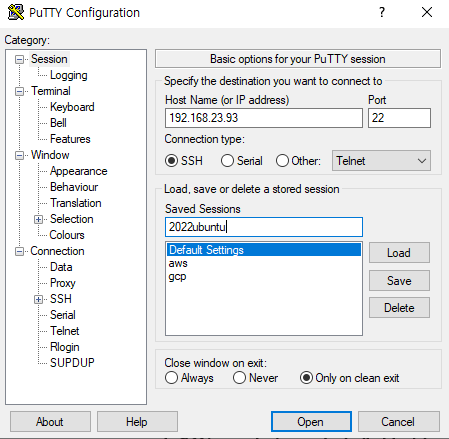 PuTTY Configuration
?
Category:
Session
Logging
Terminal
Keyboard
Bell
Features
Window
Appearance
Behaviour
Translation
Selection
Colours
Connection
Data
Proxy
SSH
Serial
Telnet
Rlogin
SUPDUP
Basic options for your PuTTY session
Specify the destination you want to connect to
Host Name (or IP address) Port
192.168.23.93 22
Connection type:
SSH Serial Other: Telnet
Load, save or delete a stored session
Saved Sessions
2022ubuntu
Default Settings
aws
gcp
Load
Save
Delete
Close window on exit:
Always Never Only on clean exit
About Help Open Cancel